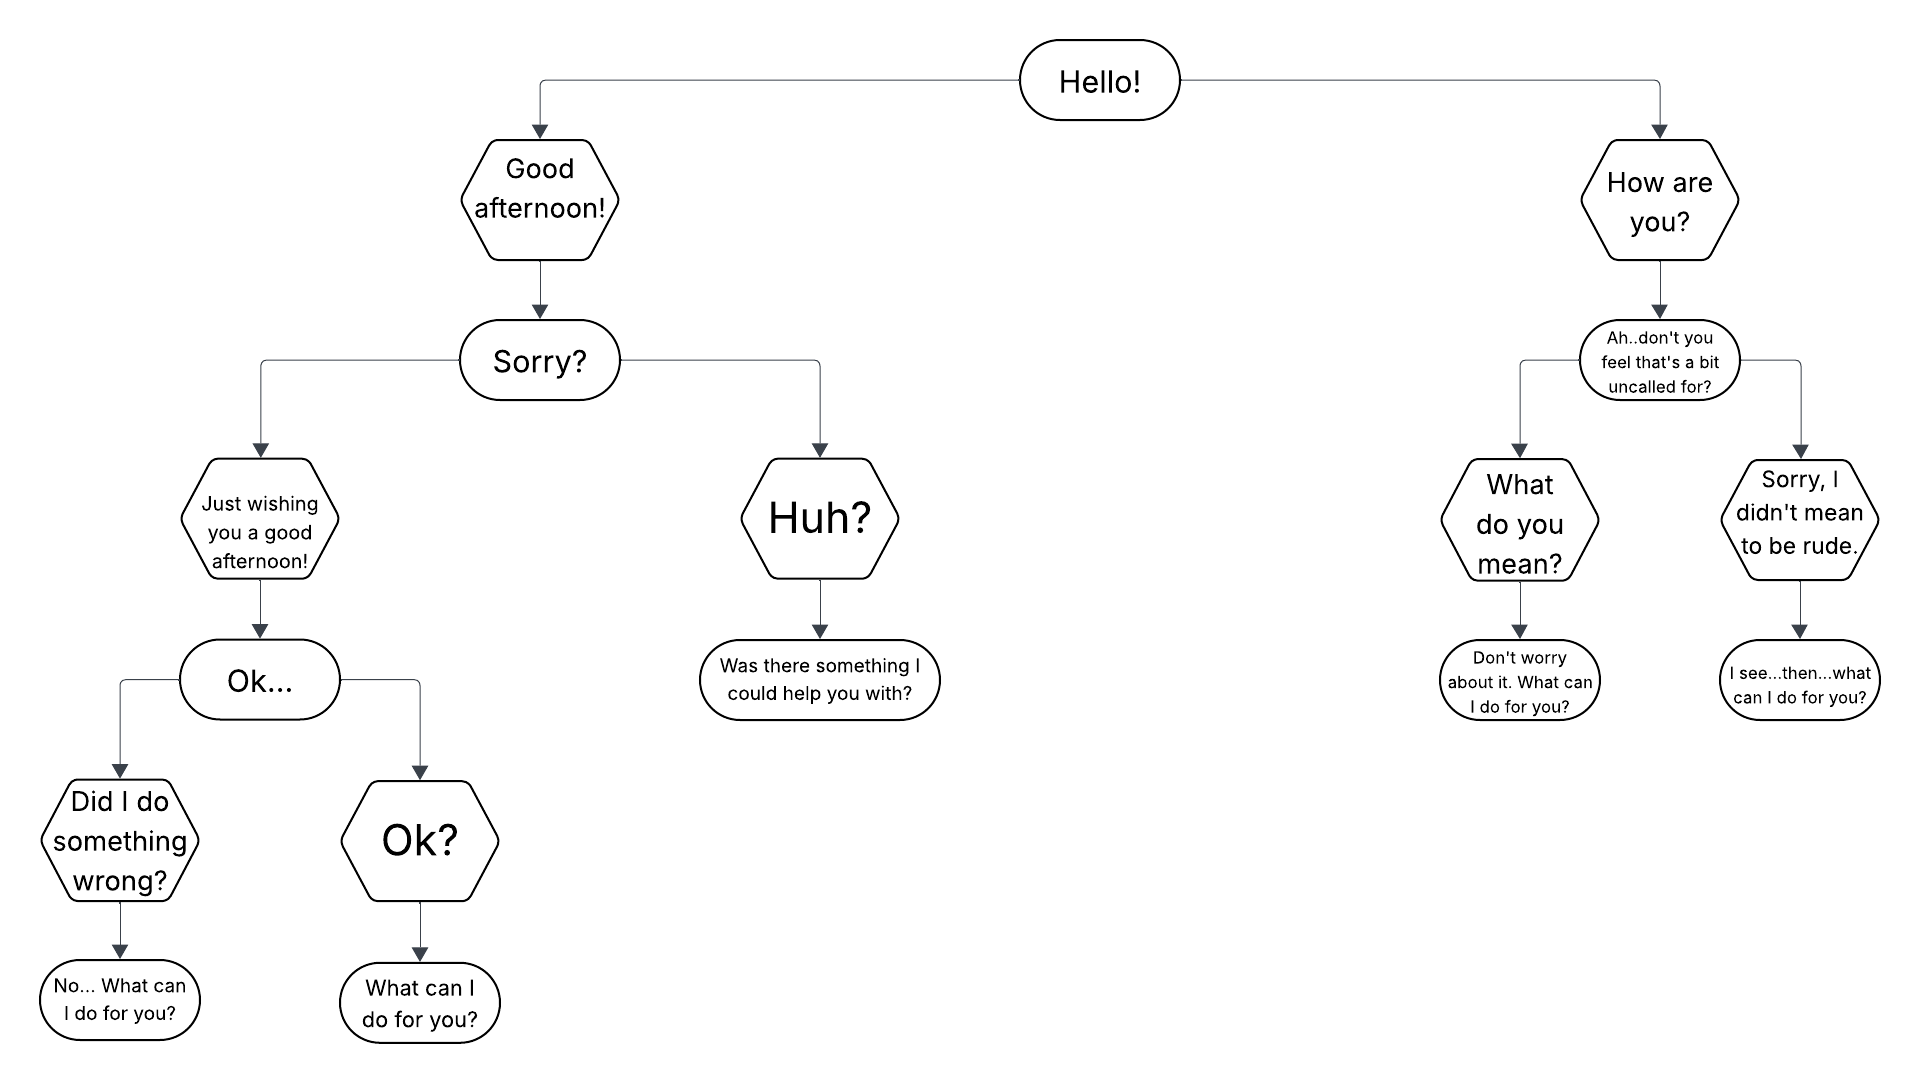 Hello!
Good
afternoon!
How are
you?
Sorry?
Ah..don't you
feel that's a bit
uncalled for?
Just wishing
you a good
afternoon!
Huh?
What
do you
mean?
Sorry, I
didn't mean
to be rude.
Ok...
Was there something I
could help you with?
Don't worry
about it. What can
I do for you?
I see...then...what
can I do for you?
Did I do
something
wrong?
Ok?
No... What can
I do for you?
What can I
do for you?